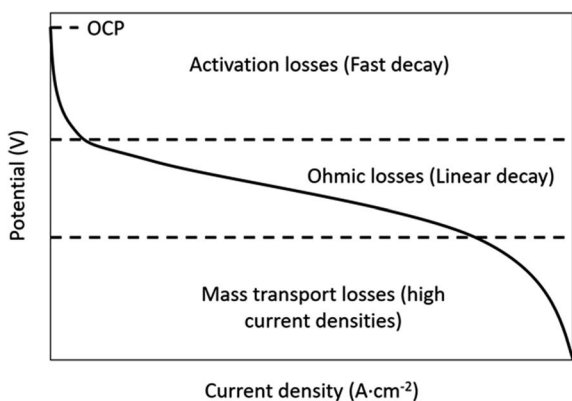 OCP
Activation losses (Fast decay)
Ohmic losses (Linear decay)
Mass transport losses (high
current densities)
Potential (V)
Current density (A·cm⁻²)